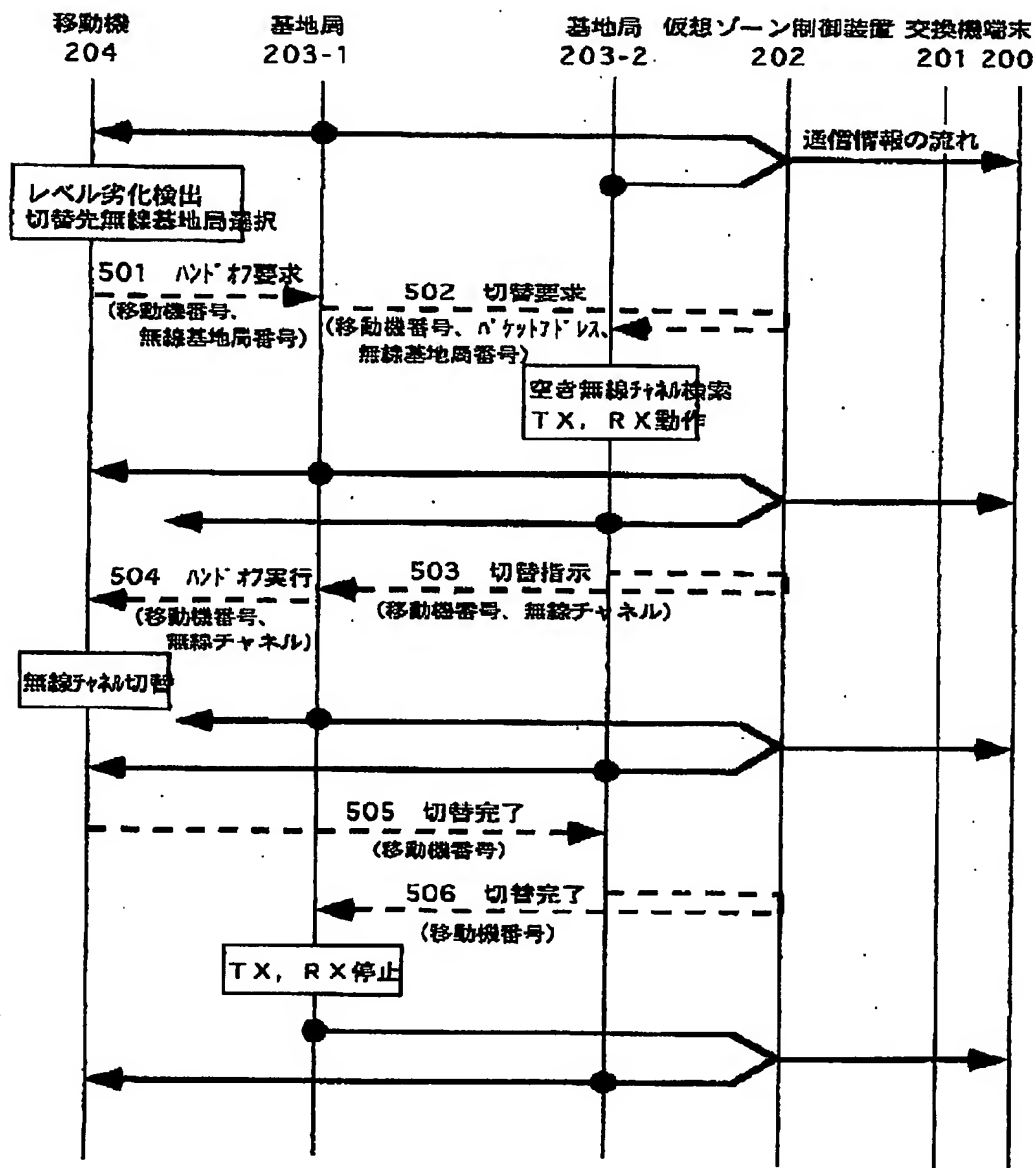 移動機 基地局 基地局 仮想ゾーン制御装置 交換機端末
204 203-1 203-2 202 201 200
通信情報の流れ
レベル劣化検出
切替先無線基地局選択
501 ﾊﾝﾄﾞｵﾌ要求
(移動機番号、
無線基地局番号)
502 切替要求
(移動機番号、ﾊﾟｹｯﾄｱﾄﾞﾚｽ、
無線基地局番号)
空き無線ﾁｬﾈﾙ検索
TX, RX動作
504 ﾊﾝﾄﾞｵﾌ実行
(移動機番号、
無線チャネル)
503 切替指示
(移動機番号、無線チャネル)
無線ﾁｬﾈﾙ切替
505 切替完了
(移動機番号)
506 切替完了
(移動機番号)
TX, RX停止